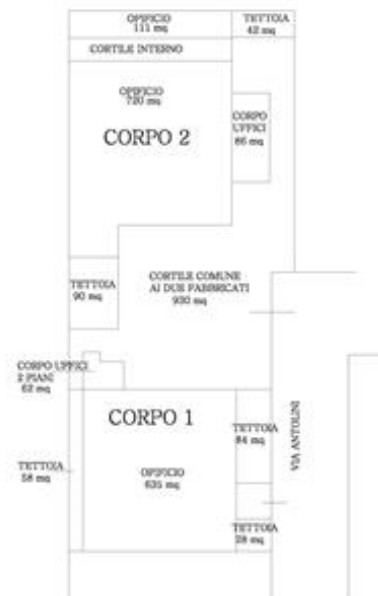 OPIFICIO
111 mq
TETTOIA
42 mq
CORTILE INTERNO
OPIFICIO
720 mq
CORPO 2
CORPO
UFFICI
86 mq
TETTOIA
90 mq
CORTILE COMUNE
AI DUE FABBRICATI
930 mq
CORPO UFFICI
2 PIANI
62 mq
CORPO 1
TETTOIA
84 mq
VIA ANTOLINI
TETTOIA
58 mq
OPIFICIO
635 mq
TETTOIA
28 mq